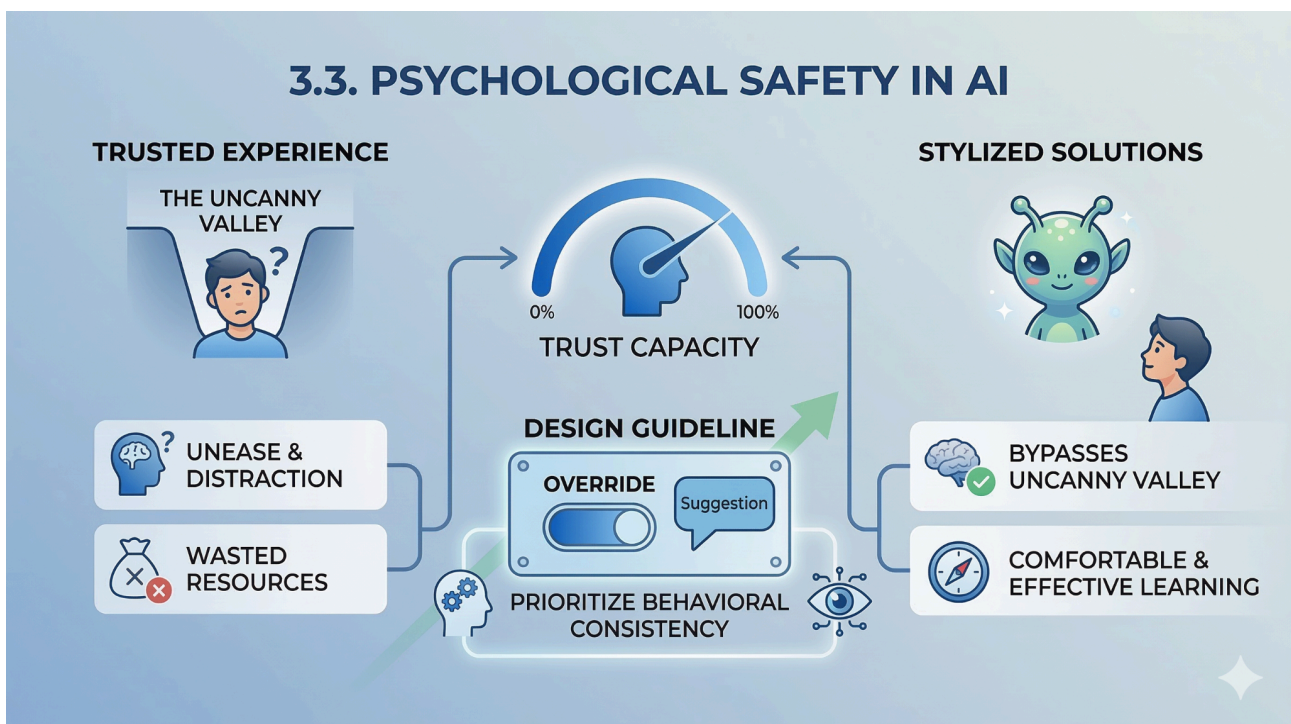 3.3. PSYCHOLOGICAL SAFETY IN AI
TRUSTED EXPERIENCE
THE UNCANNY
VALLEY
?
?
UNEASE &
DISTRACTION
WASTED
RESOURCES
0%
100%
TRUST CAPACITY
DESIGN GUIDELINE
OVERRIDE
Suggestion
PRIORITIZE BEHAVIORAL
CONSISTENCY
STYLIZED SOLUTIONS
BYPASSES
UNCANNY VALLEY
COMFORTABLE &
EFFECTIVE LEARNING